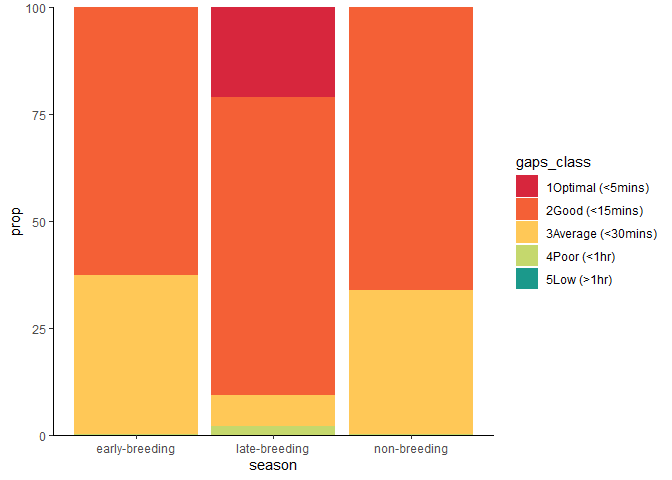 100
75
50
25
0
prop
early-breeding
late-breeding
non-breeding
season
gaps_class
1Optimal (<5mins)
2Good (<15mins)
3Average (<30mins)
4Poor (<1hr)
5Low (>1hr)